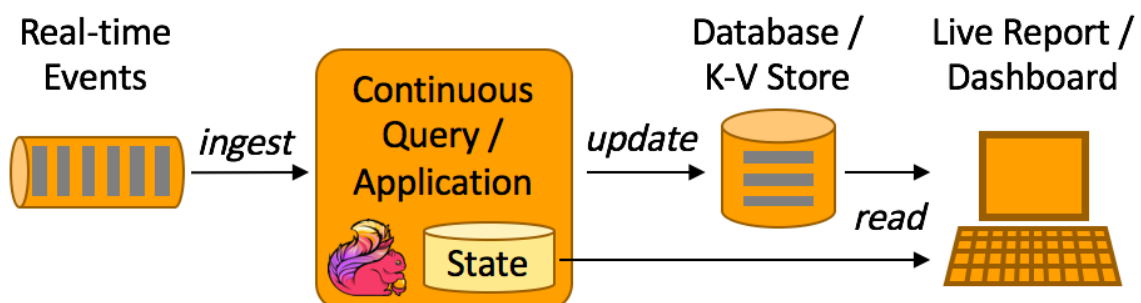 Real-time
Events
ingest
Continuous
Query /
Application
State
update
Database /
K-V Store
read
Live Report /
Dashboard